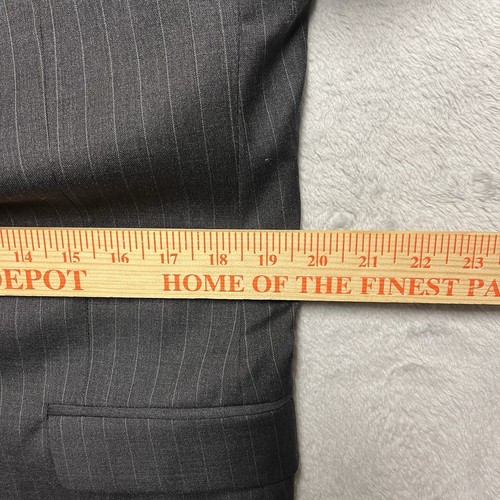 14 15 16 17 18 19 20 21 22 23
DEPOT HOME OF THE FINEST PA